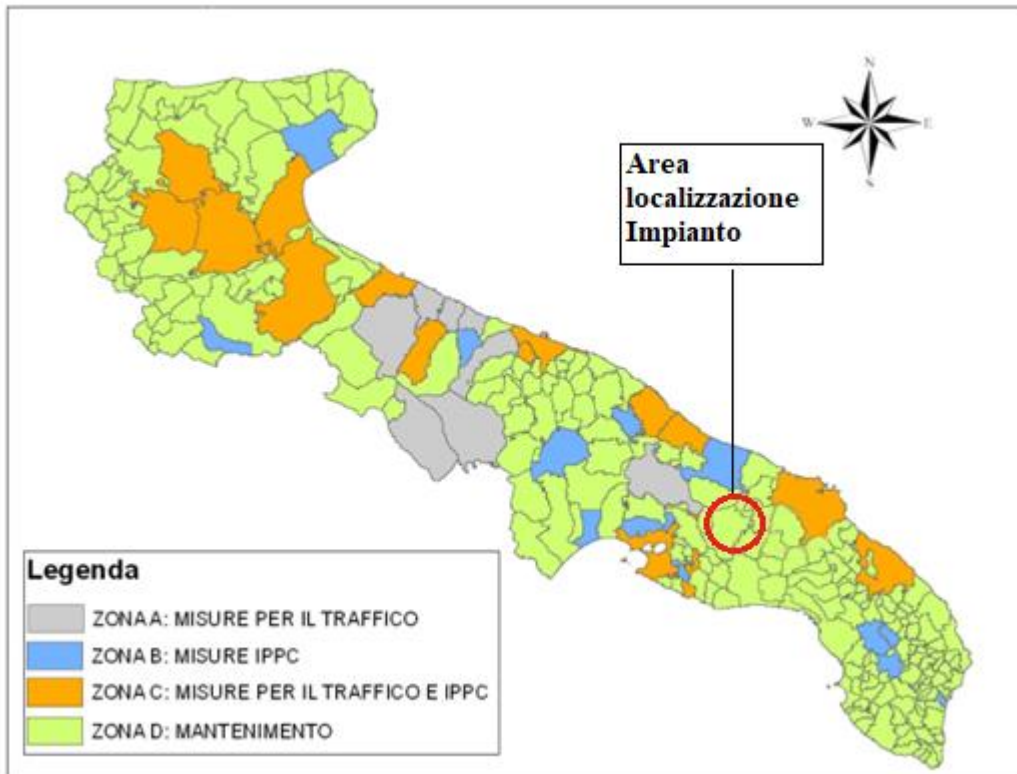 N
W
E
N
Area
localizzazione
Impianto
Legenda
ZONA A: MISURE PER IL TRAFFICO
ZONA B: MISURE IPPC
ZONA C: MISURE PER IL TRAFFICO E IPPC
ZONA D: MANTENIMENTO